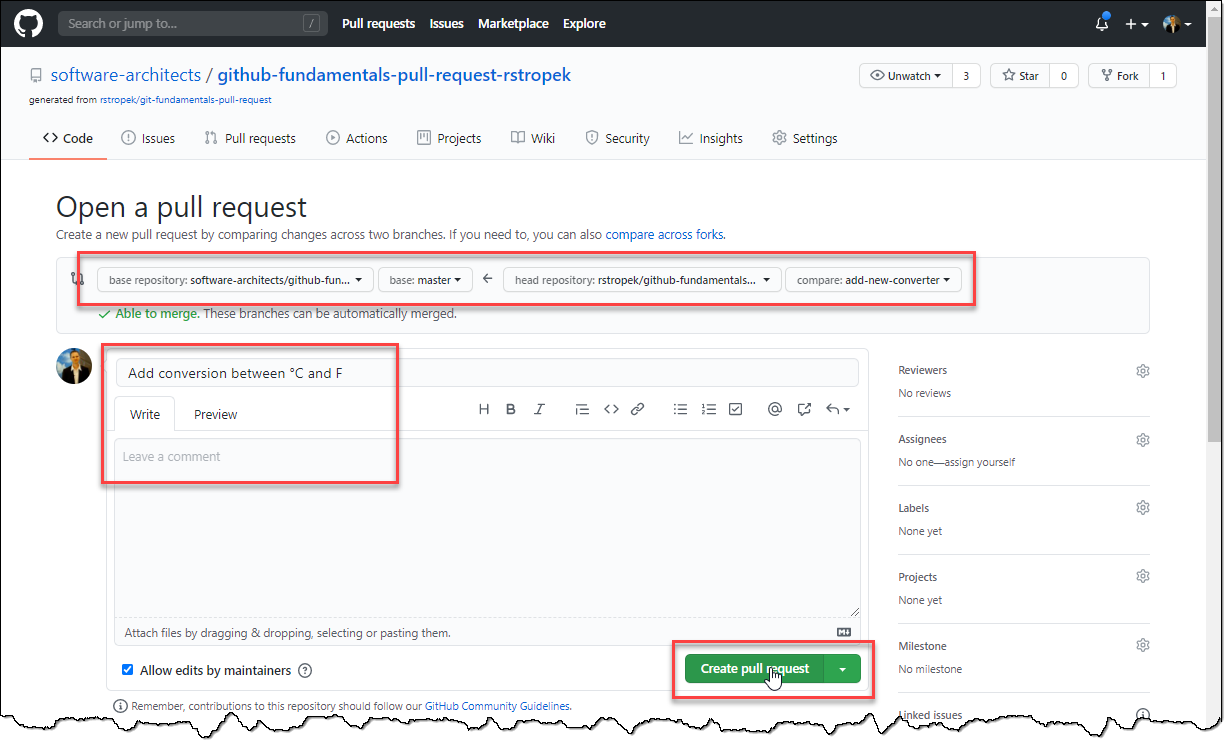 Search or jump to... / Pull requests Issues Marketplace Explore
software-architects / github-fundamentals-pull-request-rstropek Unwatch 3 Star 0 Fork 1
generated from rstropek/git-fundamentals-pull-request
Code Issues Pull requests Actions Projects Wiki Security Insights Settings
Open a pull request
Create a new pull request by comparing changes across two branches. If you need to, you can also compare across forks.
base repository: software-architects/github-fun... base: master ← head repository: rstropek/github-fundamentals... compare: add-new-converter
✓ Able to merge. These branches can be automatically merged.
Add conversion between °C and F
Write Preview H B I
Leave a comment
Attach files by dragging & dropping, selecting or pasting them.
Allow edits by maintainers ?
Create pull request
Remember, contributions to this repository should follow our GitHub Community Guidelines.
Reviewers
No reviews
Assignees
No one—assign yourself
Labels
None yet
Projects
None yet
Milestone
No milestone
Linked issues